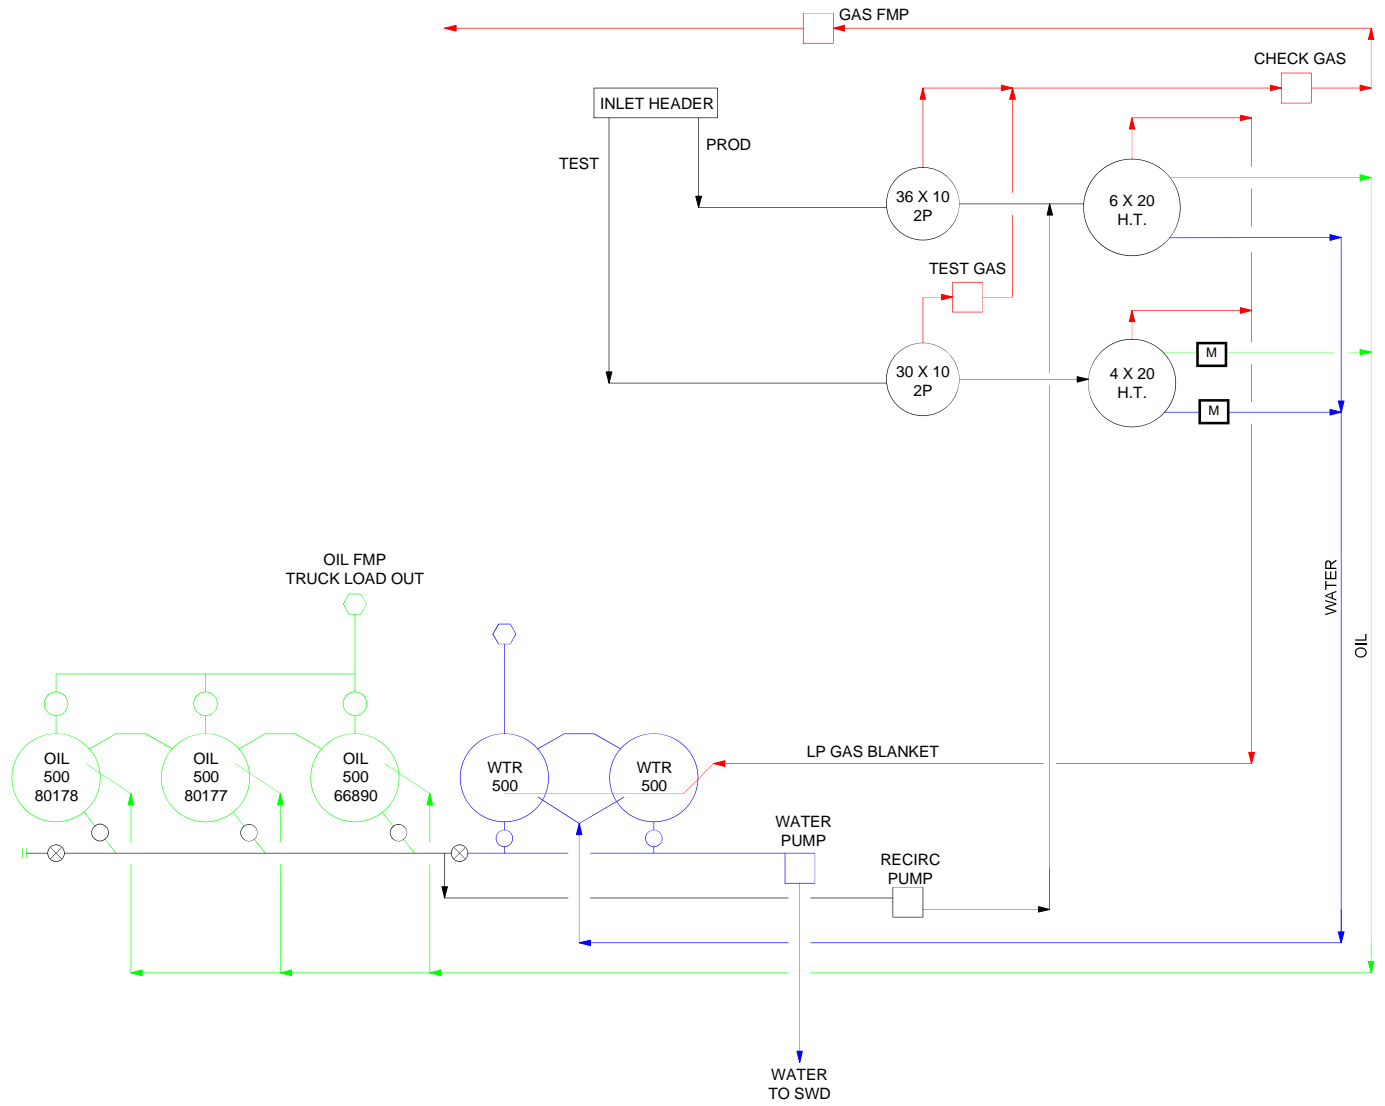 GAS FMP
CHECK GAS
INLET HEADER
PROD
TEST
36 X 10
2P
6 X 20
H.T.
TEST GAS
30 X 10
2P
4 X 20
H.T.
M
M
OIL FMP
TRUCK LOAD OUT
WATER
OIL
OIL
500
80178
OIL
500
80177
OIL
500
66890
WTR
500
WTR
500
LP GAS BLANKET
WATER
PUMP
RECIRC
PUMP
WATER
TO SWD